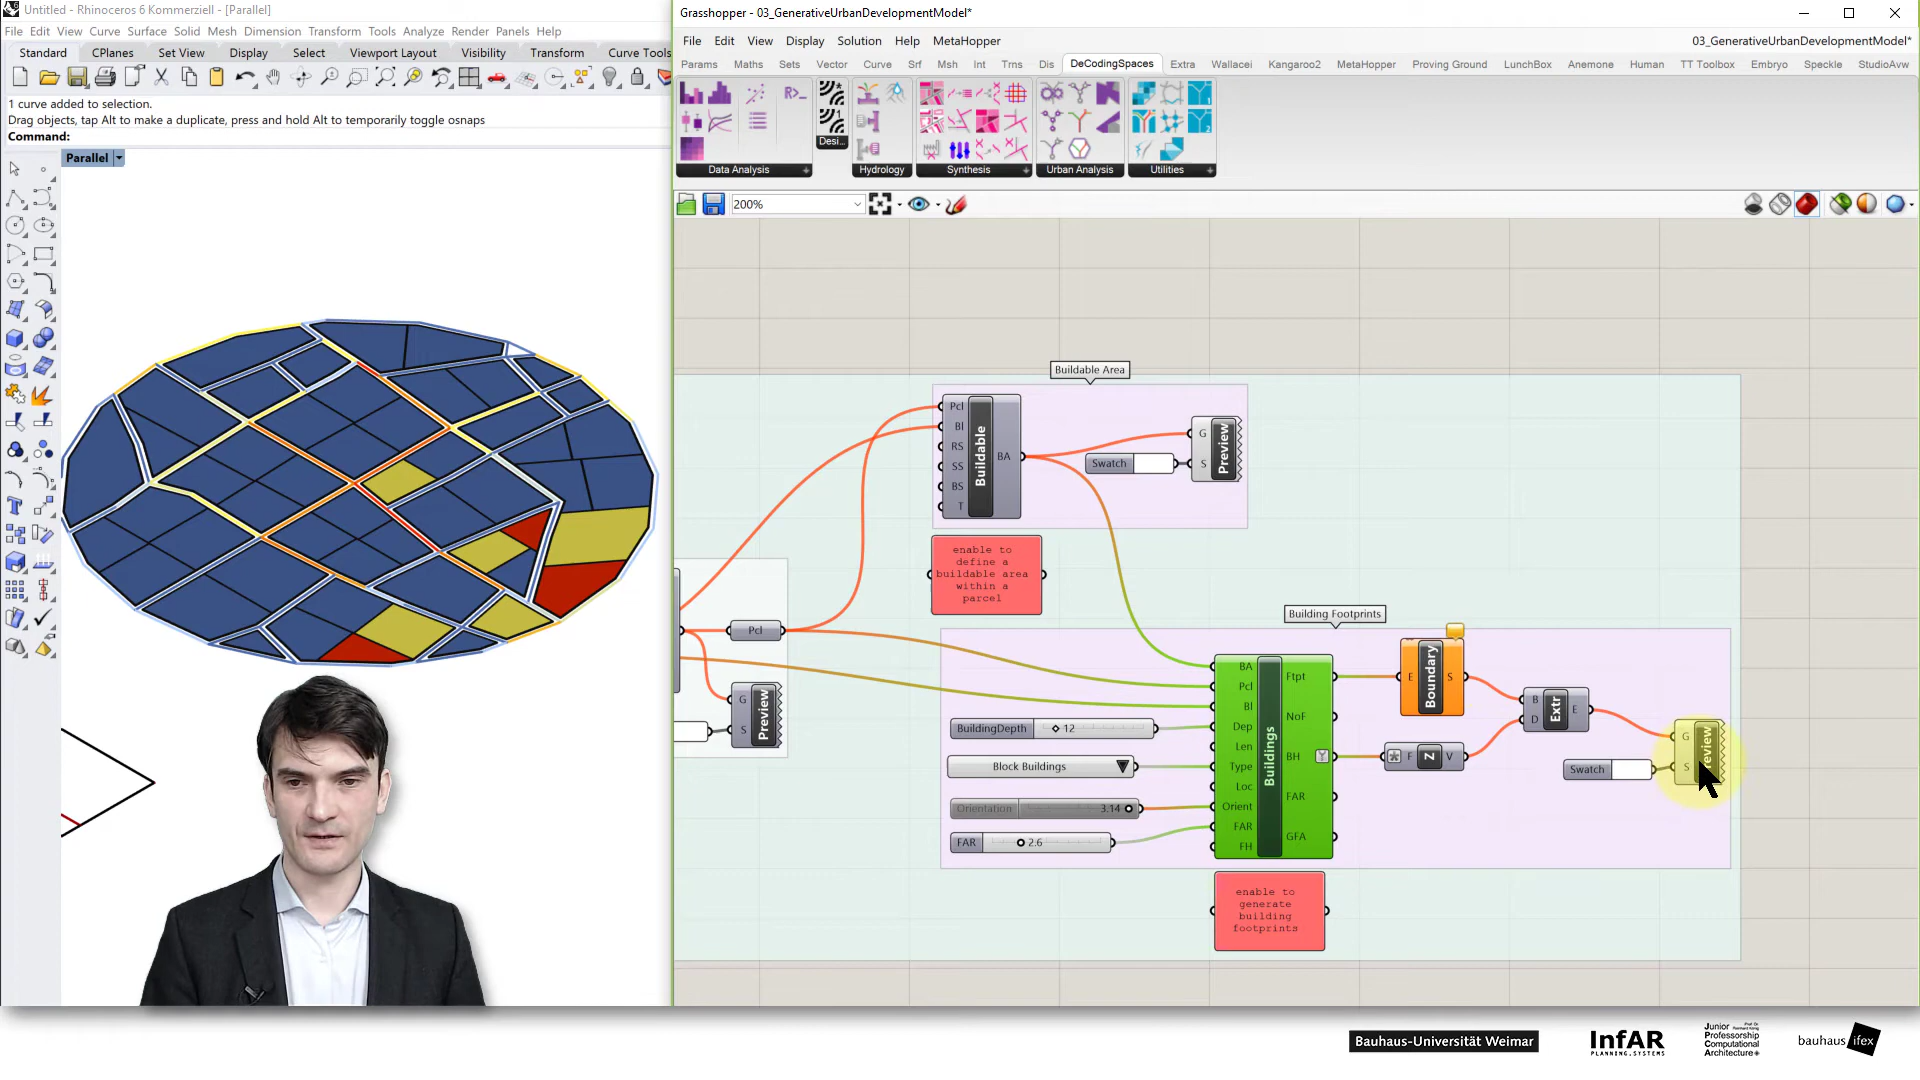 Untitled - Rhinoceros 6 Kommerziell - [Parallel]
File Edit View Curve Surface Solid Mesh Dimension Transform Tools Analyze Render Panels Help
Standard CPlanes Set View Display Select Viewport Layout Visibility Transform Curve Tools
1 curve added to selection.
Drag objects, tap Alt to make a duplicate, press and hold Alt to temporarily toggle osnaps
Command:
Parallel
Grasshopper - 03_GenerativeUrbanDevelopmentModel*
File Edit View Display Solution Help MetaHopper
03_GenerativeUrbanDevelopmentModel*
Params Maths Sets Vector Curve Srf Msh Int Trns Dis DeCodingSpaces Extra Wallacei Kangaroo2 MetaHopper Proving Ground LunchBox Anemone Human TT Toolbox Embryo Speckle StudioAvw
R>_
Data Analysis
Desi...
Hydrology
Synthesis
Urban Analysis
Utilities
200%
Buildable Area
Pcl
Bl
RS
SS
BS
T
Buildable
BA
Swatch
G
S
Preview
enable to
define a
buildable area
within a
parcel
Pcl
G
S
Preview
Building Footprints
BA
Pcl
Bl
Dep
Len
Type
Loc
Orient
FAR
FH
Buildings
Ftpt
NoF
BH
FAR
GFA
BuildingDepth 12
Block Buildings
Orientation 3.14
FAR 2.6
E Boundary S
F Z V
B
D
Extr
E
Swatch
G
S
enable to
generate
building
footprints
Bauhaus-Universität Weimar
InfAR
PLANNING.SYSTEMS
Junior
Professorship
Computational
Architecture
bauhaus ifex